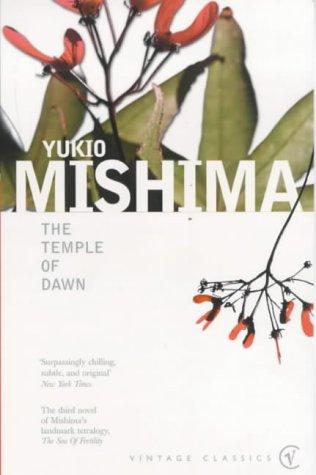 YUKIO
MISHIMA
THE
TEMPLE
OF
DAWN
‘Surpassingly chilling,
subtle, and original’
New York Times
The third novel
of Mishima’s
landmark tetralogy,
The Sea Of Fertility
VINTAGE CLASSICS
V